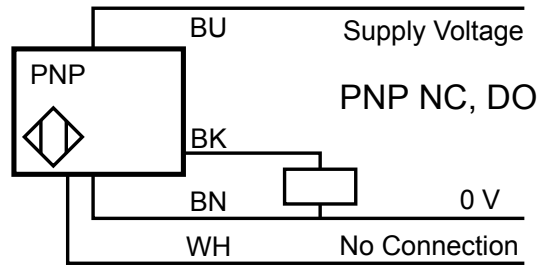 BU Supply Voltage
PNP
PNP NC, DO
BK
BN 0 V
WH No Connection